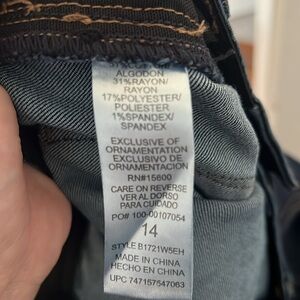 ALGODON
31%RAYON/
RAYON
17%POLYESTER/
POLIESTER
1%SPANDEX/
SPANDEX
EXCLUSIVE OF
ORNAMENTATION
EXCLUSIVO DE
ORNAMENTACION
RN#15600
CARE ON REVERSE
VER AL DORSO
PARA CUIDADO
PO# 100-00107054
14
STYLE B1721W5EH
MADE IN CHINA
HECHO EN CHINA
UPC 747157547063